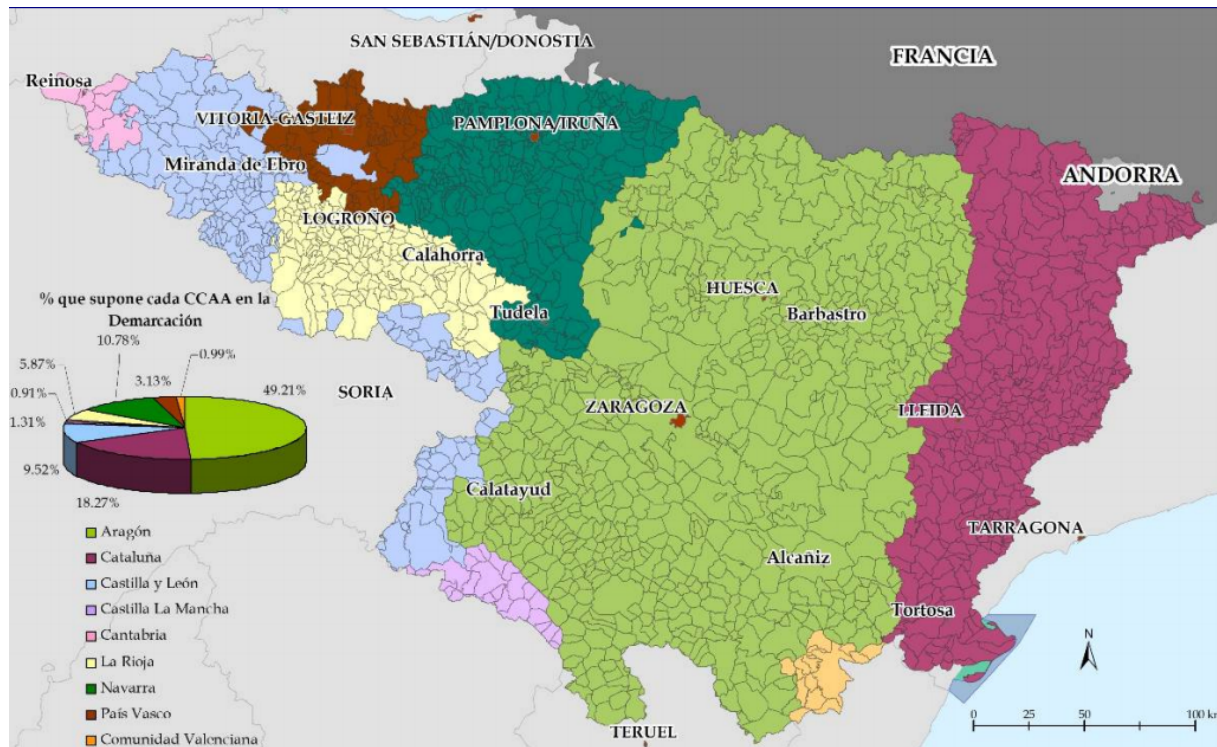 SAN SEBASTIÁN/DONOSTIA
FRANCIA
Reinosa
VITORIA-GASTEIZ
PAMPLONA/IRUÑA
ANDORRA
Miranda de Ebro
LOGROÑO
Calahorra
% que supone cada CCAA en la
Demarcación
HUESCA
Tudela
Barbastro
10.78%
0.99%
5.87%
3.13%
49.21%
0.91%
1.31%
9.52%
18.27%
SORIA
ZARAGOZA
LLEIDA
Calatayud
TARRAGONA
Alcañiz
Tortosa
Aragón
Cataluña
Castilla y León
Castilla La Mancha
Cantabria
La Rioja
Navarra
País Vasco
Comunidad Valenciana
TERUEL
N
0 25 50 100 km